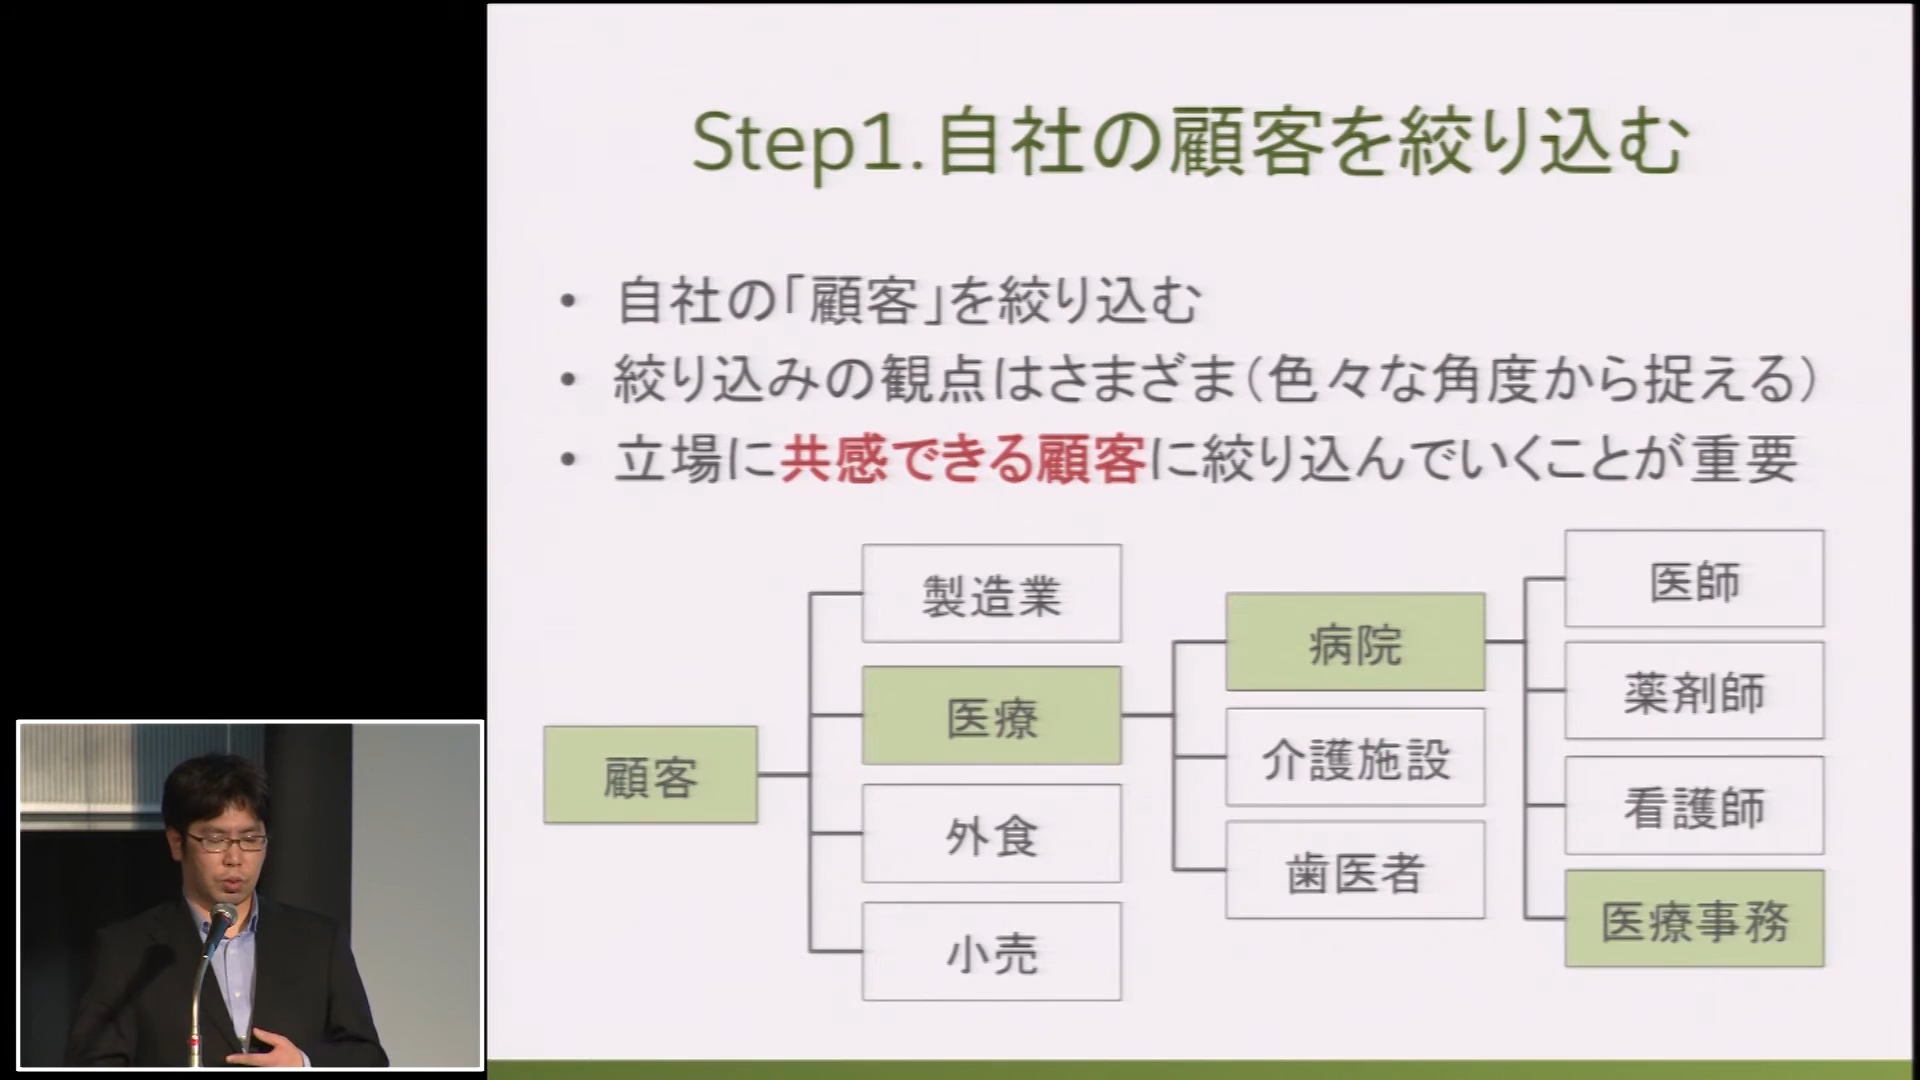 Step1.自社の顧客を絞り込む
• 自社の「顧客」を絞り込む
• 絞り込みの観点はさまざま（色々な角度から捉える）
• 立場に共感できる顧客に絞り込んでいくことが重要
顧客
製造業
医療
外食
小売
病院
介護施設
歯医者
医師
薬剤師
看護師
医療事務